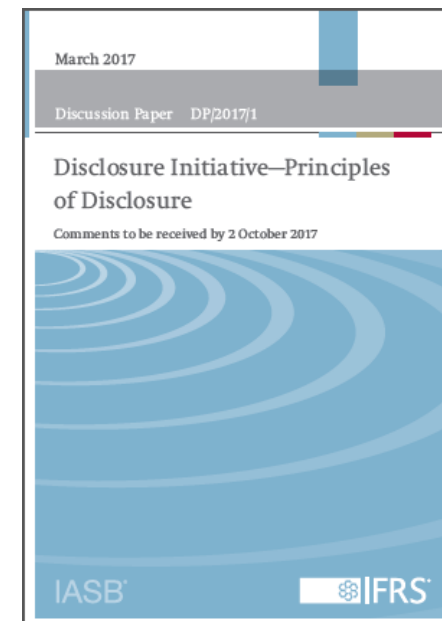 March 2017
Discussion Paper DP/2017/1
Disclosure Initiative—Principles
of Disclosure
Comments to be received by 2 October 2017
IASB®
IFRS®